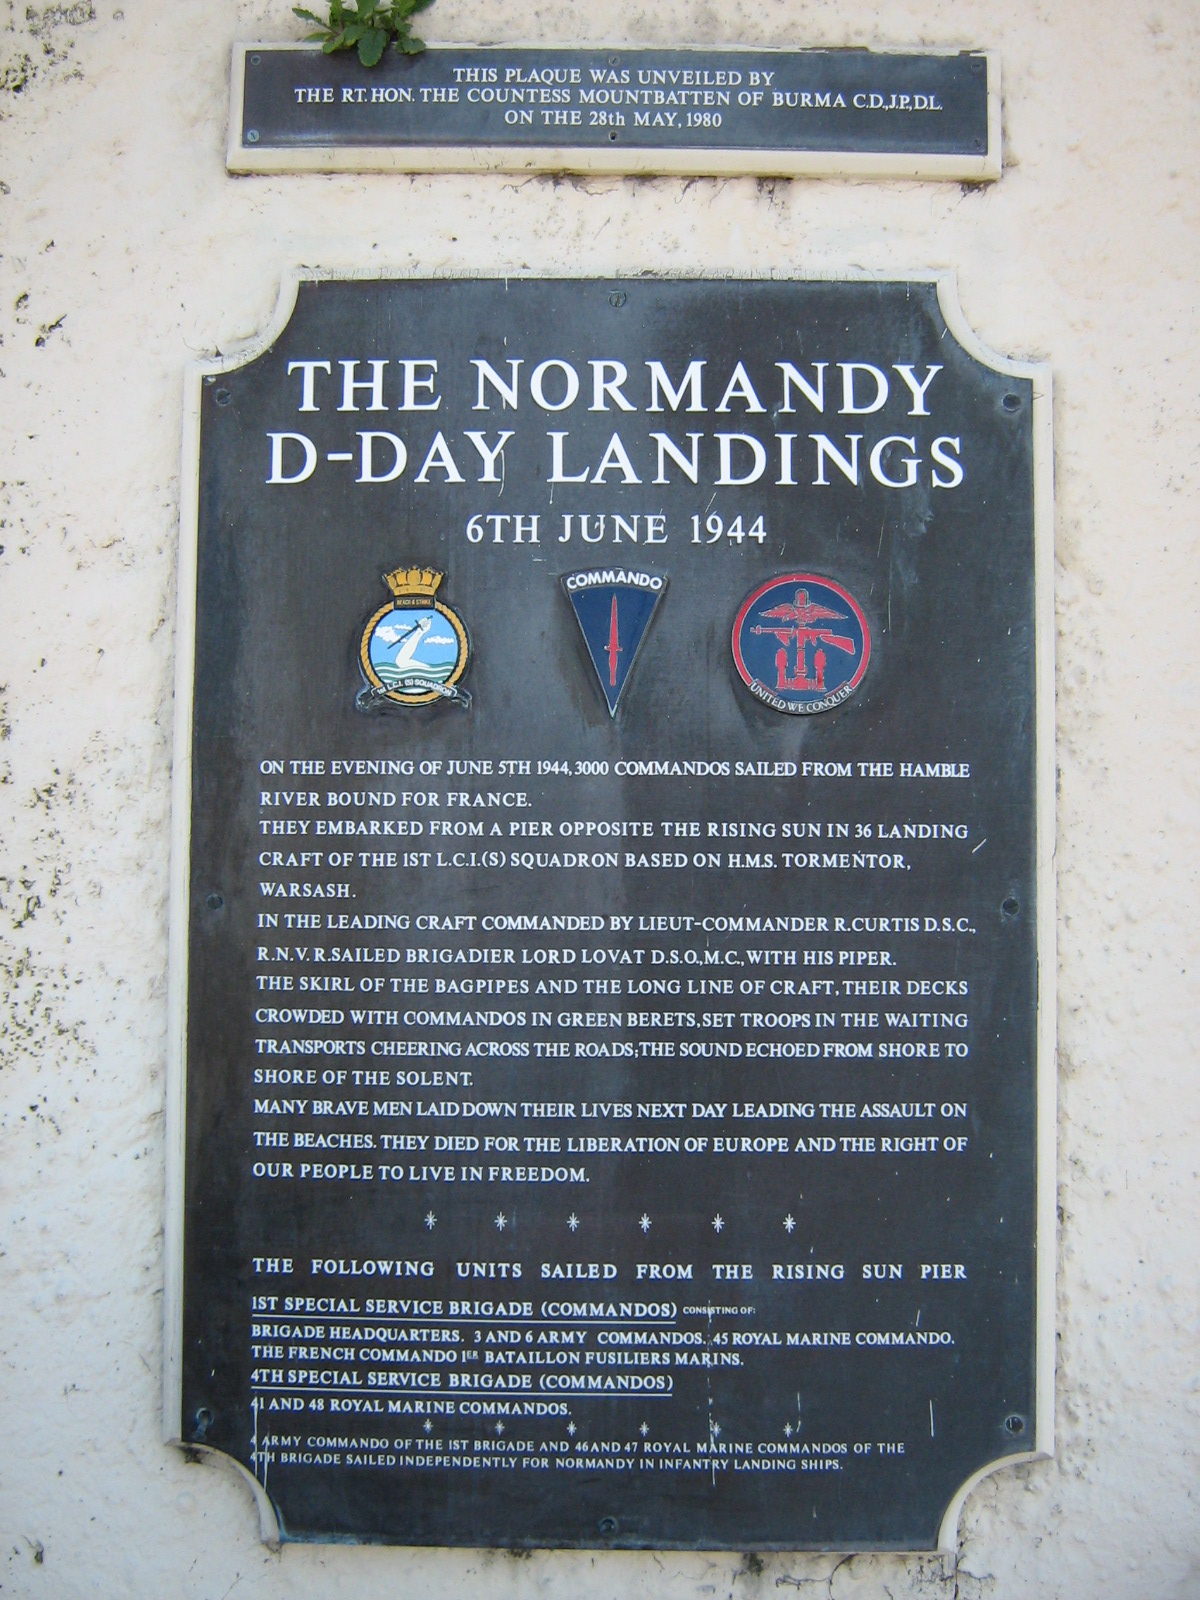 THIS PLAQUE WAS UNVEILED BY
THE RT. HON. THE COUNTESS MOUNTBATTEN OF BURMA C.D.,J.P.,D.L.
ON THE 28th MAY, 1980
THE NORMANDY
D-DAY LANDINGS
6TH JUNE 1944
BEACH & STRIKE
1st L.C.I. (S) SQUADRON
COMMANDO
UNITED WE CONQUER
ON THE EVENING OF JUNE 5TH 1944, 3000 COMMANDOS SAILED FROM THE HAMBLE
RIVER BOUND FOR FRANCE.
THEY EMBARKED FROM A PIER OPPOSITE THE RISING SUN IN 36 LANDING
CRAFT OF THE 1ST L.C.I.(S) SQUADRON BASED ON H.M.S. TORMENTOR,
WARSASH.
IN THE LEADING CRAFT COMMANDED BY LIEUT-COMMANDER R.CURTIS D.S.C.,
R.N.V.R. SAILED BRIGADIER LORD LOVAT D.S.O., M.C., WITH HIS PIPER.
THE SKIRL OF THE BAGPIPES AND THE LONG LINE OF CRAFT, THEIR DECKS
CROWDED WITH COMMANDOS IN GREEN BERETS, SET TROOPS IN THE WAITING
TRANSPORTS CHEERING ACROSS THE ROADS; THE SOUND ECHOED FROM SHORE TO
SHORE OF THE SOLENT.
MANY BRAVE MEN LAID DOWN THEIR LIVES NEXT DAY LEADING THE ASSAULT ON
THE BEACHES. THEY DIED FOR THE LIBERATION OF EUROPE AND THE RIGHT OF
OUR PEOPLE TO LIVE IN FREEDOM.
* * * * * *
THE FOLLOWING UNITS SAILED FROM THE RISING SUN PIER
1ST SPECIAL SERVICE BRIGADE (COMMANDOS) CONSISTING OF:
BRIGADE HEADQUARTERS. 3 AND 6 ARMY COMMANDOS. 45 ROYAL MARINE COMMANDO.
THE FRENCH COMMANDO 1ER BATAILLON FUSILIERS MARINS.
4TH SPECIAL SERVICE BRIGADE (COMMANDOS)
41 AND 48 ROYAL MARINE COMMANDOS.
* * * * * *
4 ARMY COMMANDO OF THE 1ST BRIGADE AND 46 AND 47 ROYAL MARINE COMMANDOS OF THE
4TH BRIGADE SAILED INDEPENDENTLY FOR NORMANDY IN INFANTRY LANDING SHIPS.